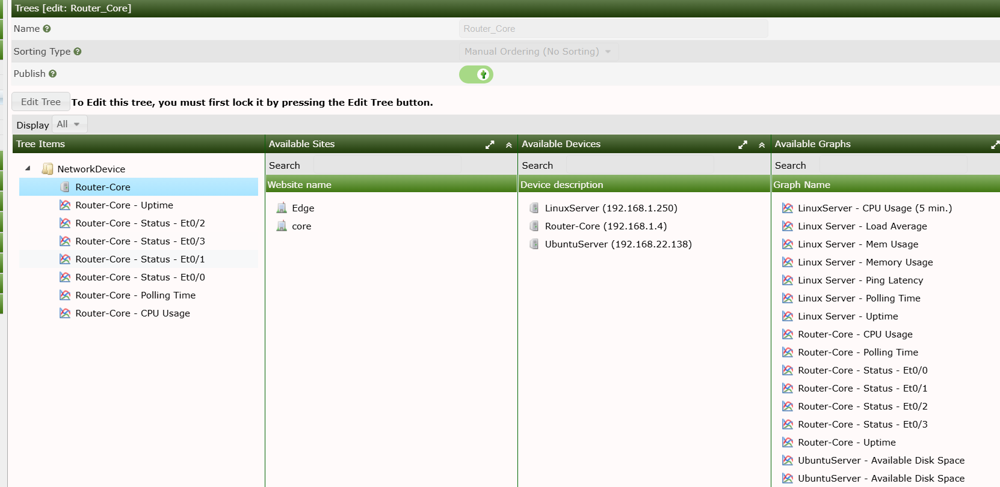 Trees [edit: Router_Core]
Name
Router_Core
Sorting Type
Manual Ordering (No Sorting)
Publish
Edit Tree
To Edit this tree, you must first lock it by pressing the Edit Tree button.
Display
All
Tree Items
NetworkDevice
Router-Core
Router-Core - Uptime
Router-Core - Status - Et0/2
Router-Core - Status - Et0/3
Router-Core - Status - Et0/1
Router-Core - Status - Et0/0
Router-Core - Polling Time
Router-Core - CPU Usage
Available Sites
Search
Website name
Edge
core
Available Devices
Search
Device description
LinuxServer (192.168.1.250)
Router-Core (192.168.1.4)
UbuntuServer (192.168.22.138)
Available Graphs
Search
Graph Name
LinuxServer - CPU Usage (5 min.)
Linux Server - Load Average
Linux Server - Mem Usage
Linux Server - Memory Usage
Linux Server - Ping Latency
Linux Server - Polling Time
Linux Server - Uptime
Router-Core - CPU Usage
Router-Core - Polling Time
Router-Core - Status - Et0/0
Router-Core - Status - Et0/1
Router-Core - Status - Et0/2
Router-Core - Status - Et0/3
Router-Core - Uptime
UbuntuServer - Available Disk Space
UbuntuServer - Available Disk Space